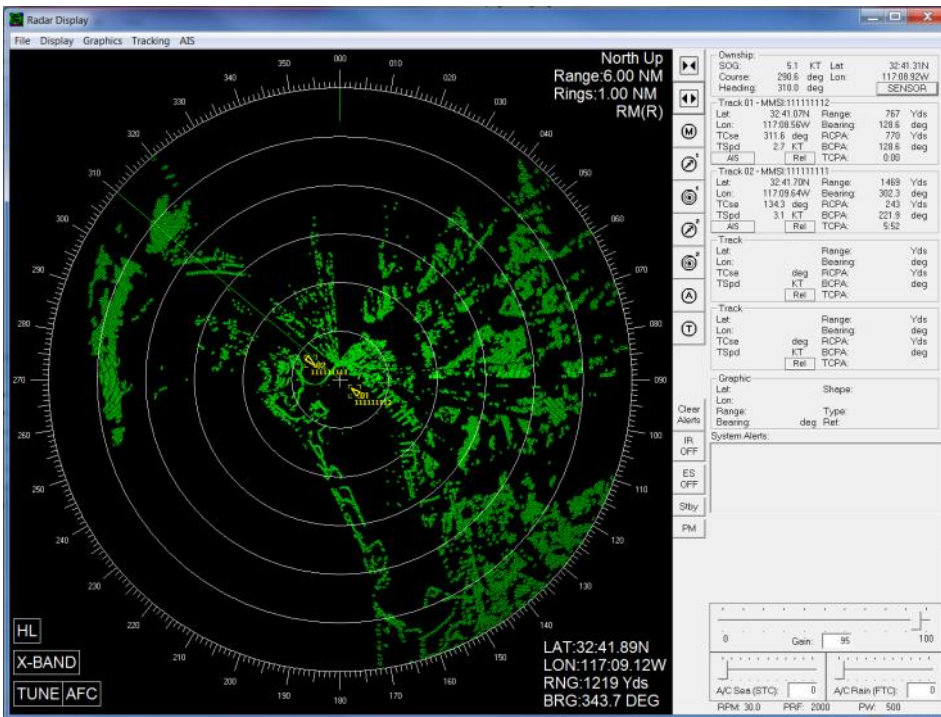 Radar Display
File Display Graphics Tracking AIS
North Up
Range:6.00 NM
Rings:1.00 NM
RM(R)
000
010
020
030
040
050
060
070
080
090
100
110
120
130
140
150
160
170
180
190
200
210
220
230
240
250
260
270
280
290
300
310
320
330
340
350
02
111111111
01
111111112
HL
X-BAND
TUNE AFC
LAT:32:41.89N
LON:117:09.12W
RNG:1219 Yds
BRG:343.7 DEG
M
1
1
2
2
A
T
Clear
Alerts
IR
OFF
ES
OFF
Stby
PM
Ownship:
SOG: 5.1 KT Lat 32:41.31N
Course: 290.6 deg Lon: 117:08.92W
Heading: 310.0 deg SENSOR
Track 01 - MMSI:111111112
Lat: 32:41.07N Range: 767 Yds
Lon: 117:08.56W Bearing: 128.6 deg
TCse 311.6 deg RCPA: 770 Yds
TSpd 2.7 KT BCPA: 128.6 deg
AIS Rel TCPA: 0:00
Track 02 - MMSI:111111111
Lat: 32:41.70N Range: 1469 Yds
Lon: 117:09.64W Bearing: 302.3 deg
TCse 134.3 deg RCPA: 243 Yds
TSpd 3.1 KT BCPA: 221.9 deg
AIS Rel TCPA: 5:52
Track
Lat: Range: Yds
Lon: Bearing: deg
TCse deg RCPA: Yds
TSpd KT BCPA: deg
Rel TCPA:
Track
Lat: Range: Yds
Lon: Bearing: deg
TCse deg RCPA: Yds
TSpd KT BCPA: deg
Rel TCPA:
Graphic
Lat: Shape:
Lon:
Range: Type:
Bearing: deg Ref:
System Alerts:
0 Gain: 95 100
A/C Sea (STC): 0 A/C Rain (FTC): 0
RPM: 30.0 PRF: 2000 PW: 500